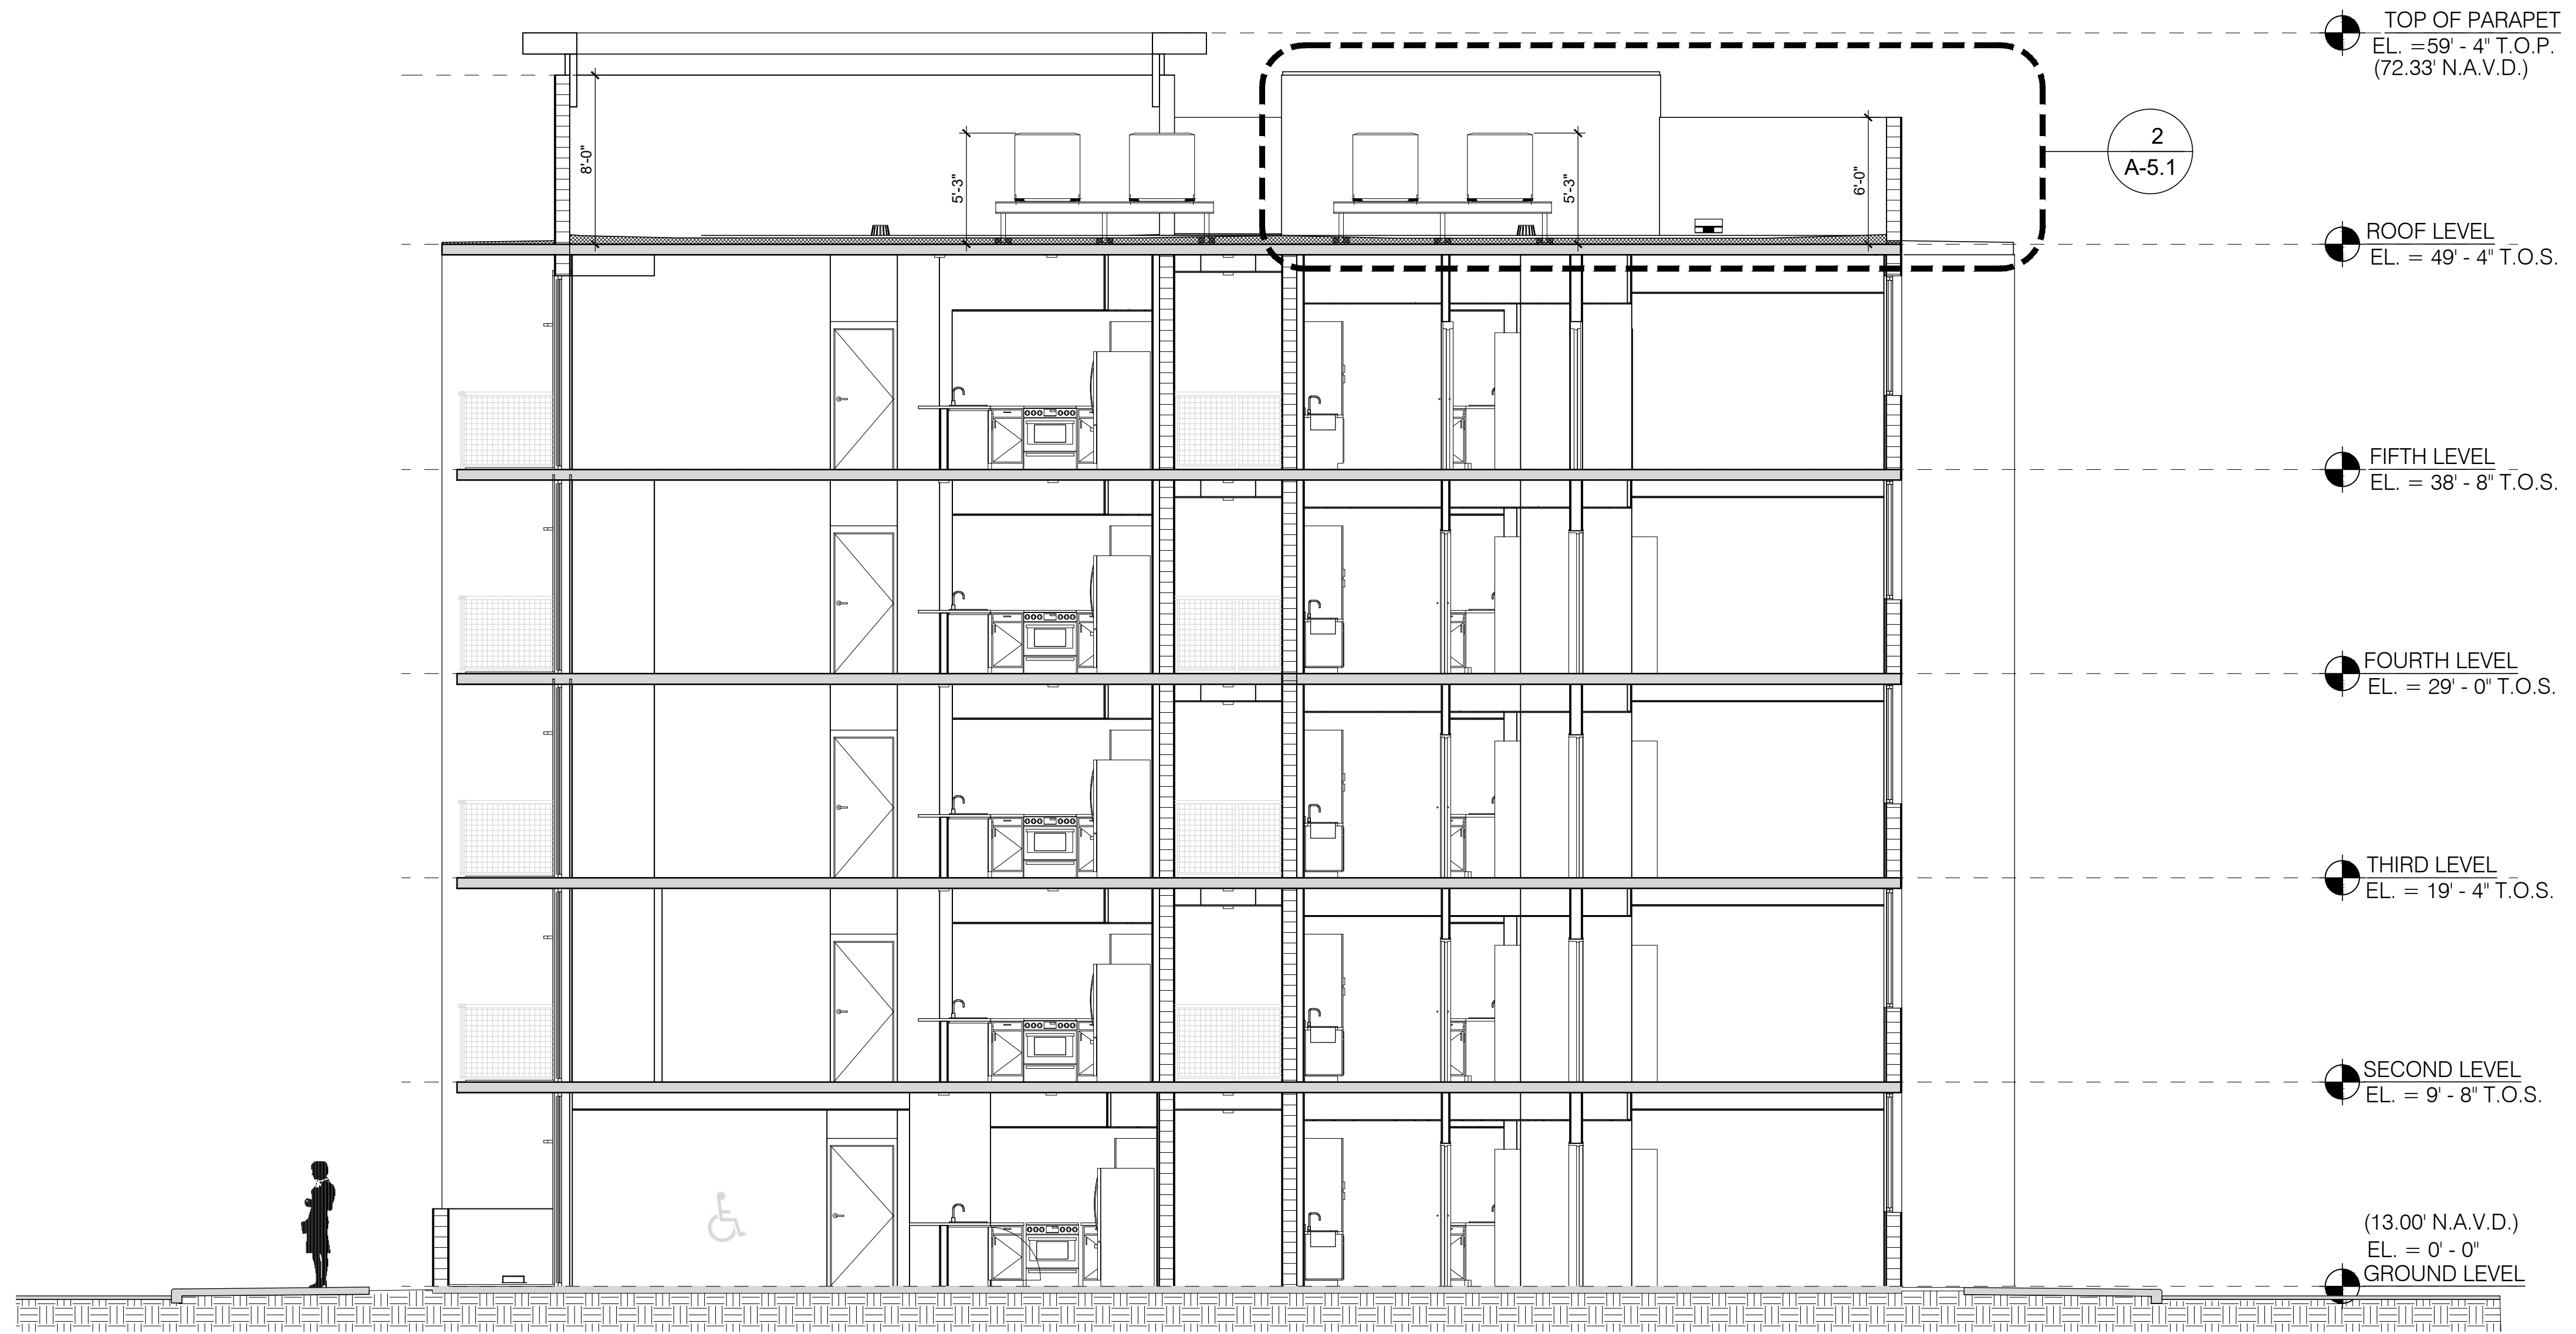 TOP OF PARAPET
EL. =59' - 4" T.O.P.
(72.33' N.A.V.D.)
8'-0"
5'-3"
5'-3"
6'-0"
2
A-5.1
ROOF LEVEL
EL. = 49' - 4" T.O.S.
FIFTH LEVEL
EL. = 38' - 8" T.O.S.
FOURTH LEVEL
EL. = 29' - 0" T.O.S.
THIRD LEVEL
EL. = 19' - 4" T.O.S.
SECOND LEVEL
EL. = 9' - 8" T.O.S.
(13.00' N.A.V.D.)
EL. = 0' - 0"
GROUND LEVEL